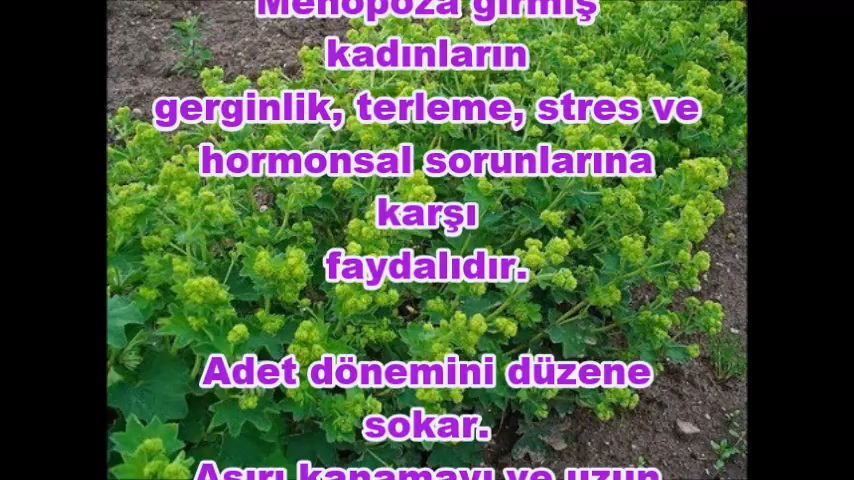 Menopoza girmiş
kadınların
gerginlik, terleme, stres ve
hormonsal sorunlarına
karşı
faydalıdır.
Adet dönemini düzene
sokar.
Aşırı kanamayı ve uzun